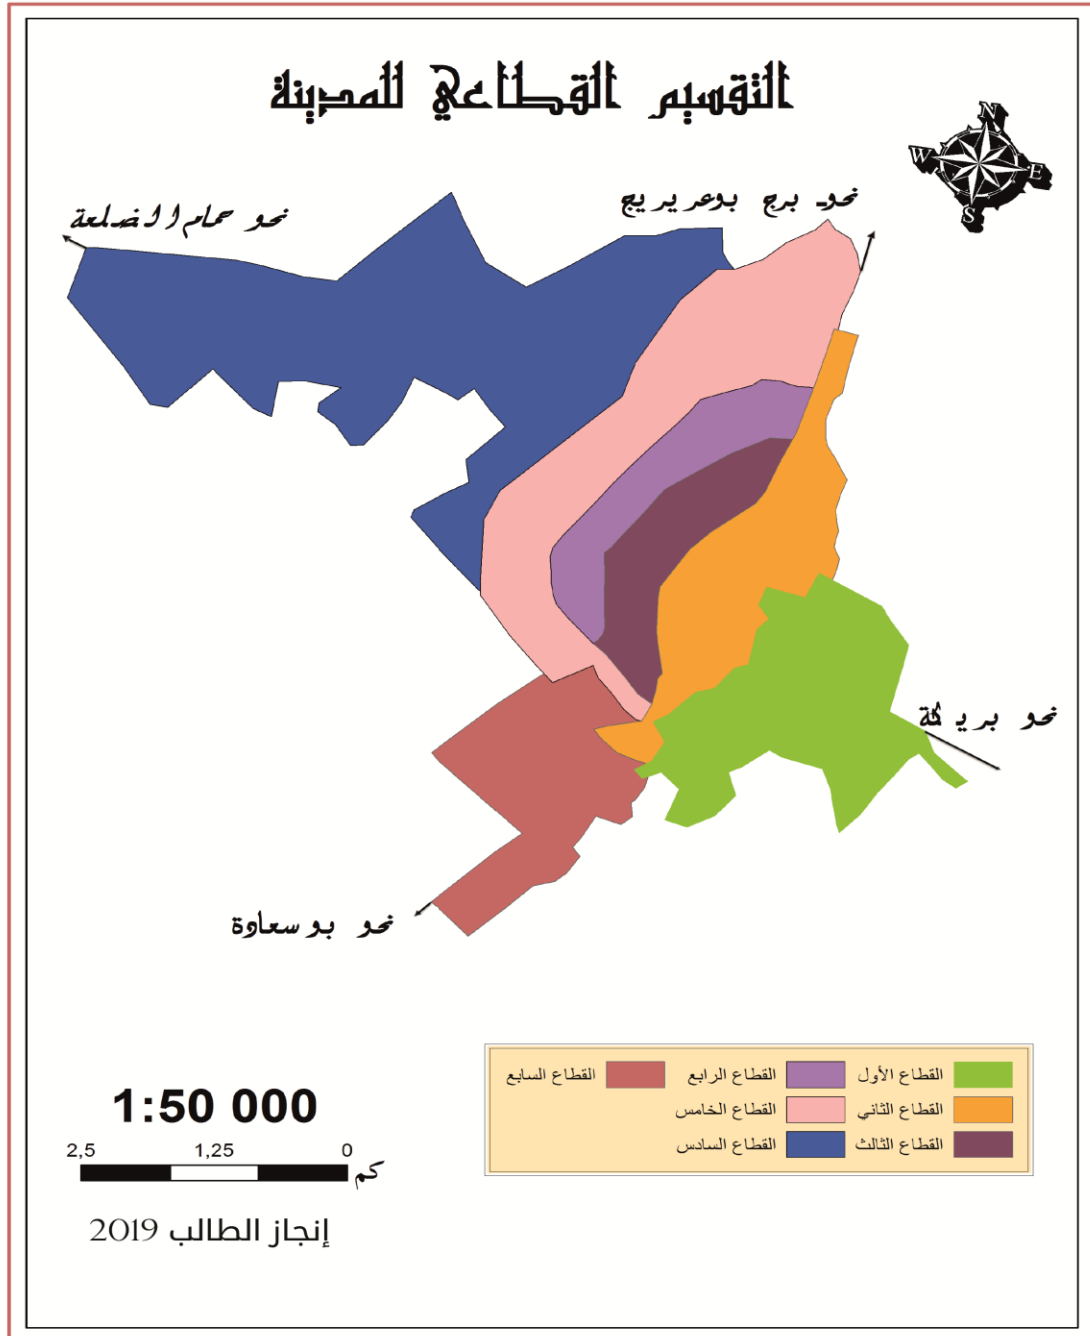 التقسيم القطاعي للمدينة
N
W
E
S
نحو برج بوعريريج
نحو حمام الضلعة
نحو بريكة
نحو بوسعادة
القطاع الأول
القطاع الرابع
القطاع السابع
القطاع الثاني
القطاع الخامس
القطاع الثالث
القطاع السادس
1:50 000
2,5 1,25 0
كم
إنجاز الطالب 2019